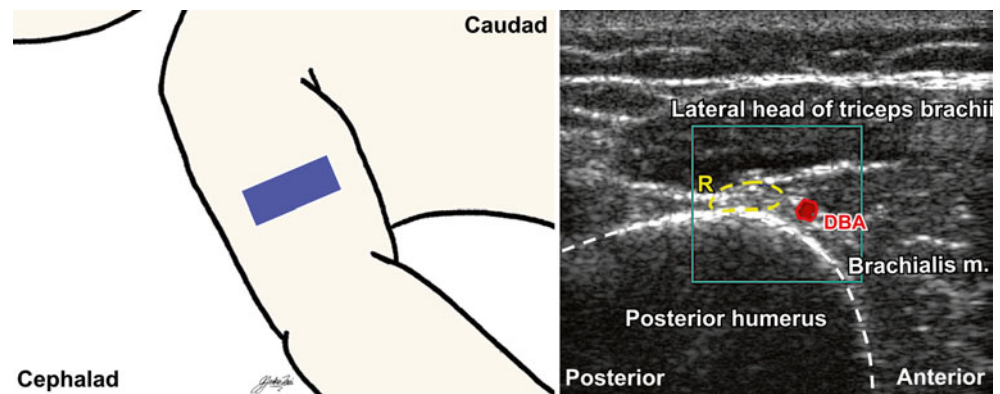 Caudad
Cephalad
Lateral head of triceps brachii
R
DBA
Brachialis m.
Posterior humerus
Posterior
Anterior